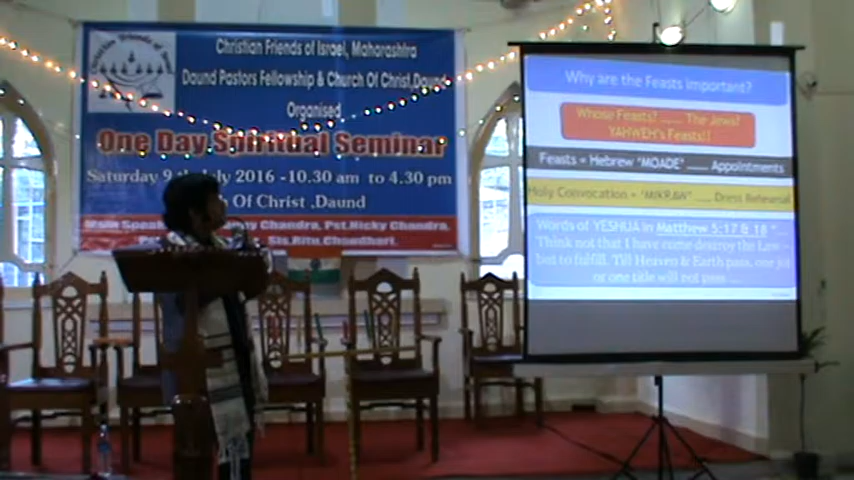 Christian Friends of Israel, Maharashtra
Daund Pastors Fellowship & Church Of Christ, Daund
Organised
One Day Spiritual Seminar
Saturday 9th July 2016 -10.30 am to 4.30 pm
Of Christ ,Daund
Chandra, Pst.Nicky Chandra,
Sis.Ritu.Chowdhari.
Why are the Feasts important?
Whose Feasts? ...... The Jews?
YAHWEH's Feasts!!
Feasts = Hebrew 'MOADE' ...... Appointments
Holy Convocation = 'MIKRAW' ..... Dress Rehearsal
Words of YESHUA in Matthew 5:17 & 18 "...
Think not that I have come destroy the Law –
but to fulfill. Till Heaven & Earth pass, one jot
or one title will not pass ....